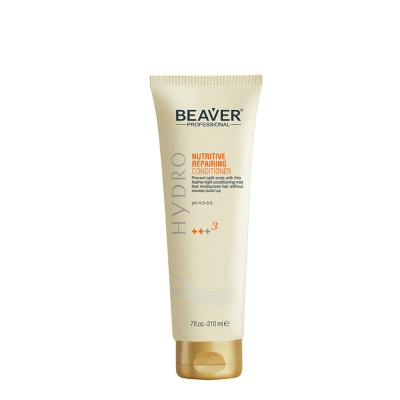 BEAVER®
PROFESSIONAL
HYDRO
NUTRITIVE
REPAIRING
CONDITIONER
Prevent split ends with this
feather-light conditioning mist
that moisturises hair without
excess build-up
pH 4.5-5.5
+++3
7fl.oz.-210 ml e